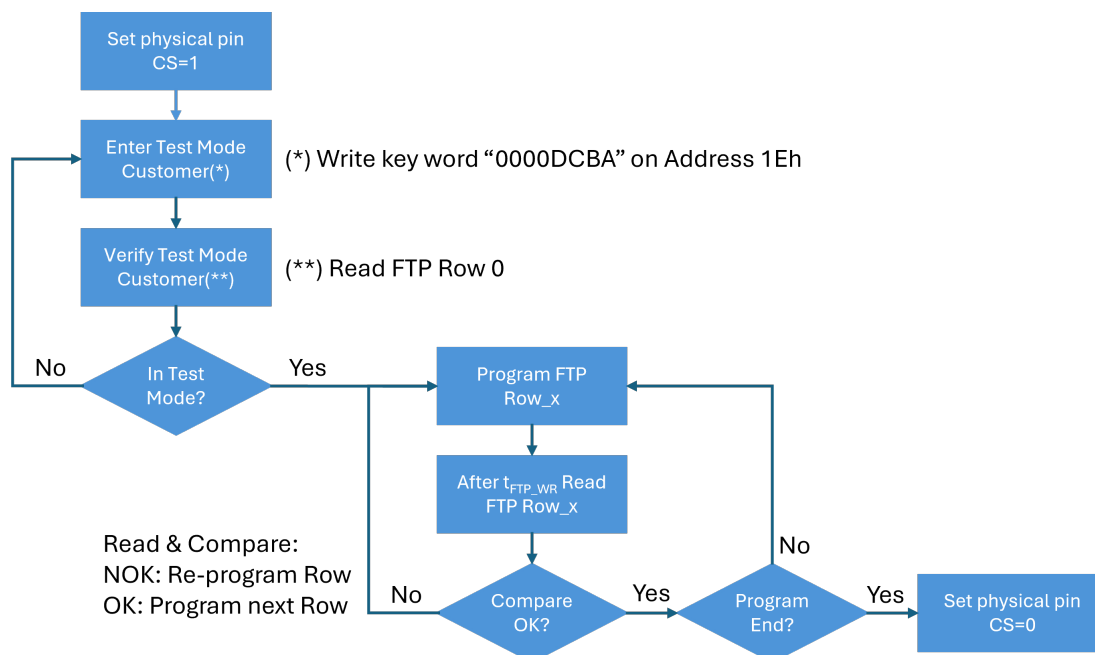 Set physical pin
CS=1
Enter Test Mode
Customer(*)
(*) Write key word “0000DCBA” on Address 1Eh
Verify Test Mode
Customer(**)
(**) Read FTP Row 0
No
In Test
Mode?
Yes
Program FTP
Row_x
After tFTP_WR Read
FTP Row_x
Read & Compare:
NOK: Re-program Row
OK: Program next Row
No
Compare
OK?
Yes
No
Program
End?
Yes
Set physical pin
CS=0